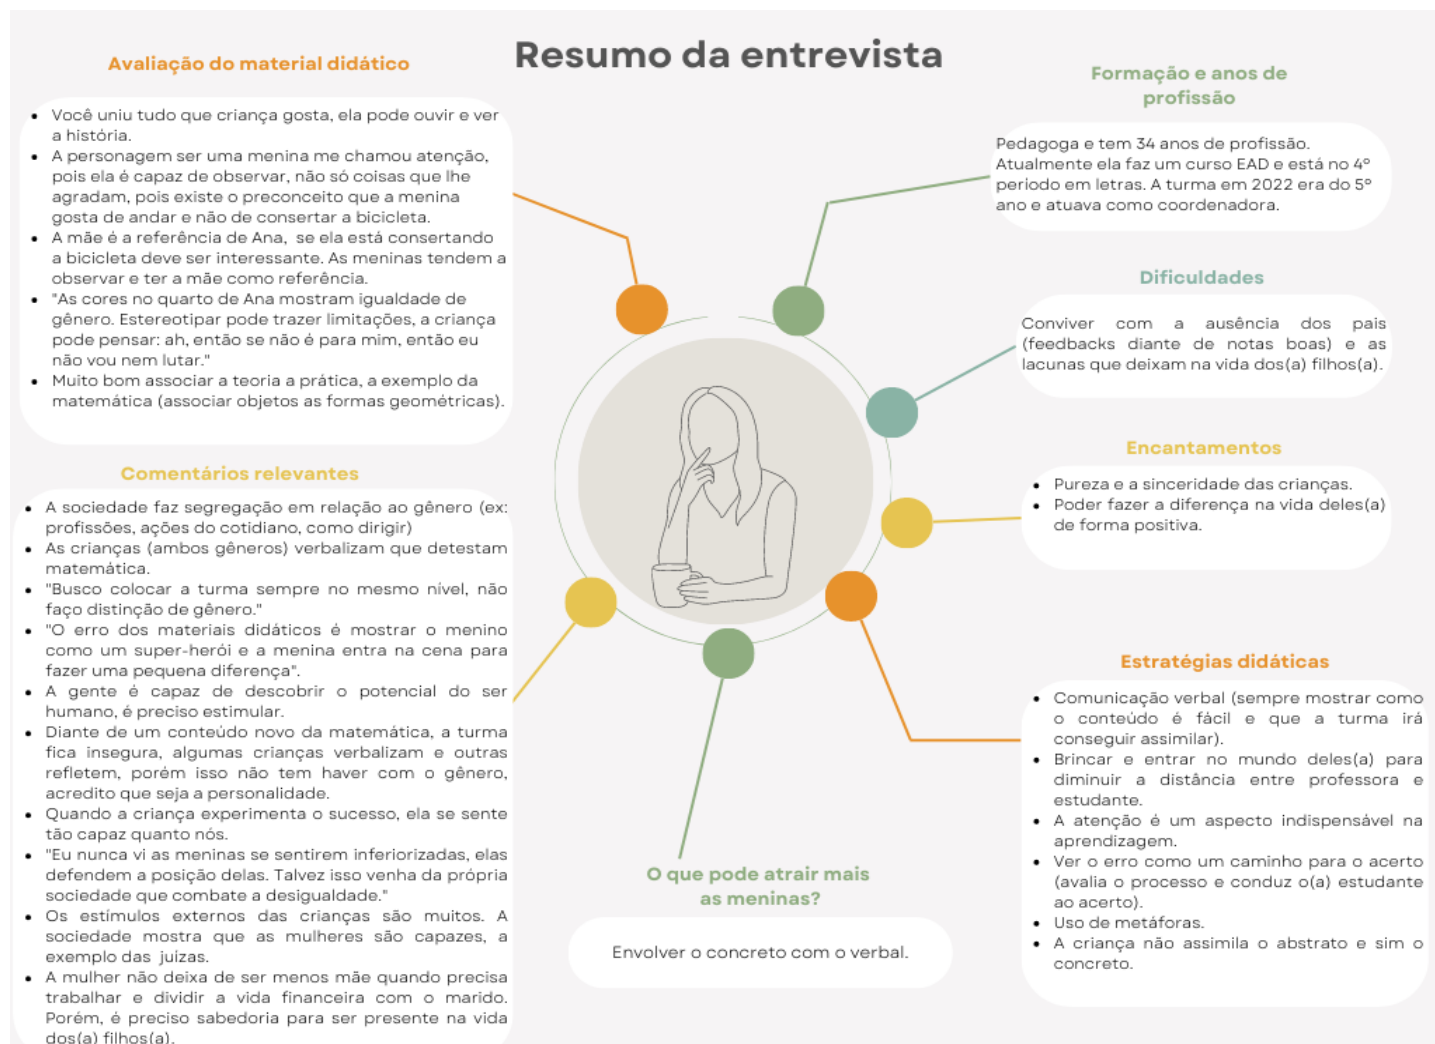 Resumo da entrevista
Avaliação do material didático
• Você uniu tudo que criança gosta, ela pode ouvir e ver
a história.
• A personagem ser uma menina me chamou atenção,
pois ela é capaz de observar, não só coisas que lhe
agradam, pois existe o preconceito que a menina
gosta de andar e não de consertar a bicicleta.
• A mãe é a referência de Ana, se ela está consertando
a bicicleta deve ser interessante. As meninas tendem a
observar e ter a mãe como referência.
• "As cores no quarto de Ana mostram igualdade de
gênero. Estereotipar pode trazer limitações, a criança
pode pensar: ah, então se não é para mim, então eu
não vou nem lutar."
• Muito bom associar a teoria a prática, a exemplo da
matemática (associar objetos as formas geométricas).
Comentários relevantes
• A sociedade faz segregação em relação ao gênero (ex:
profissões, ações do cotidiano, como dirigir)
• As crianças (ambos gêneros) verbalizam que detestam
matemática.
• "Busco colocar a turma sempre no mesmo nível, não
faço distinção de gênero."
• "O erro dos materiais didáticos é mostrar o menino
como um super-herói e a menina entra na cena para
fazer uma pequena diferença".
• A gente é capaz de descobrir o potencial do ser
humano, é preciso estimular.
• Diante de um conteúdo novo da matemática, a turma
fica insegura, algumas crianças verbalizam e outras
refletem, porém isso não tem haver com o gênero,
acredito que seja a personalidade.
• Quando a criança experimenta o sucesso, ela se sente
tão capaz quanto nós.
• "Eu nunca vi as meninas se sentirem inferiorizadas, elas
defendem a posição delas. Talvez isso venha da própria
sociedade que combate a desigualdade."
• Os estímulos externos das crianças são muitos. A
sociedade mostra que as mulheres são capazes, a
exemplo das juízas.
• A mulher não deixa de ser menos mãe quando precisa
trabalhar e dividir a vida financeira com o marido.
Porém, é preciso sabedoria para ser presente na vida
dos(a) filhos(a).
Formação e anos de
profissão
Pedagoga e tem 34 anos de profissão.
Atualmente ela faz um curso EAD e está no 4º
período em letras. A turma em 2022 era do 5º
ano e atuava como coordenadora.
Dificuldades
Conviver com a ausência dos pais
(feedbacks diante de notas boas) e as
lacunas que deixam na vida dos(a) filhos(a).
Encantamentos
• Pureza e a sinceridade das crianças.
• Poder fazer a diferença na vida deles(a)
de forma positiva.
Estratégias didáticas
• Comunicação verbal (sempre mostrar como
o conteúdo é fácil e que a turma irá
conseguir assimilar).
• Brincar e entrar no mundo deles(a) para
diminuir a distância entre professora e
estudante.
• A atenção é um aspecto indispensável na
aprendizagem.
• Ver o erro como um caminho para o acerto
(avalia o processo e conduz o(a) estudante
ao acerto).
• Uso de metáforas.
• A criança não assimila o abstrato e sim o
concreto.
O que pode atrair mais
as meninas?
Envolver o concreto com o verbal.